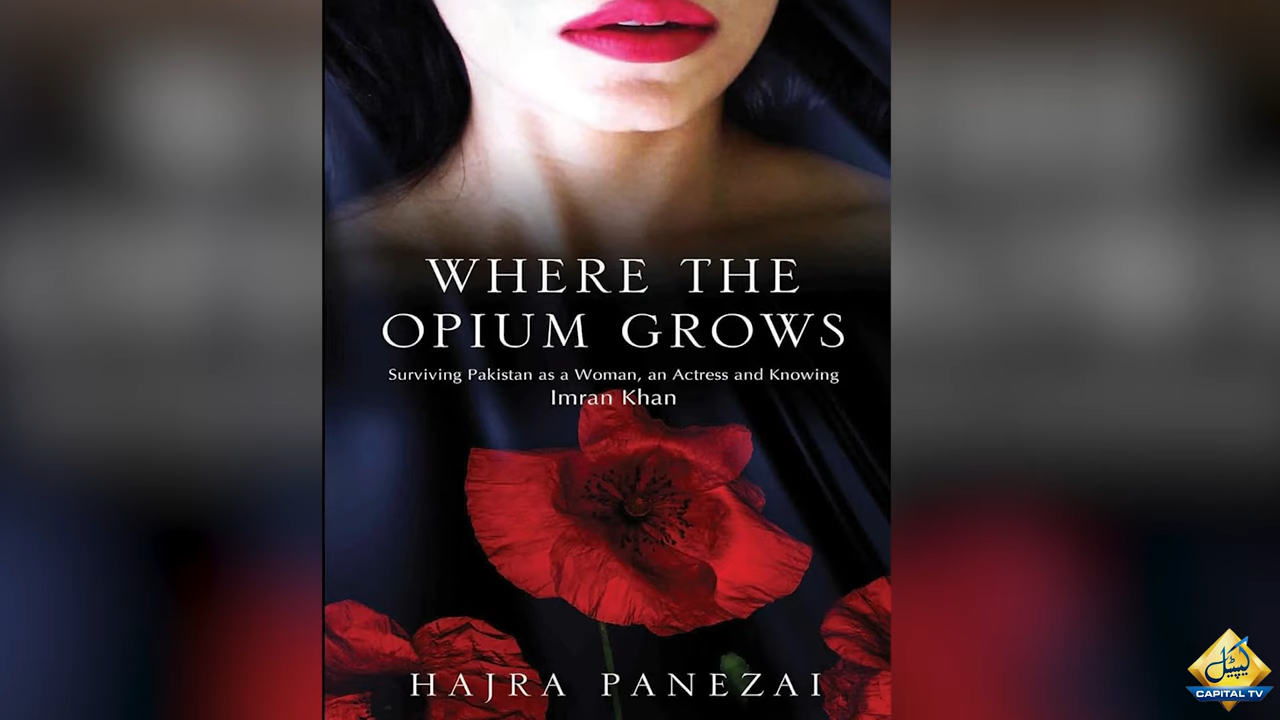 WHERE THE
OPIUM GROWS
Surviving Pakistan as a Woman, an Actress and Knowing
Imran Khan
HAJRA PANEZAI
کیپیٹل
CAPITAL TV